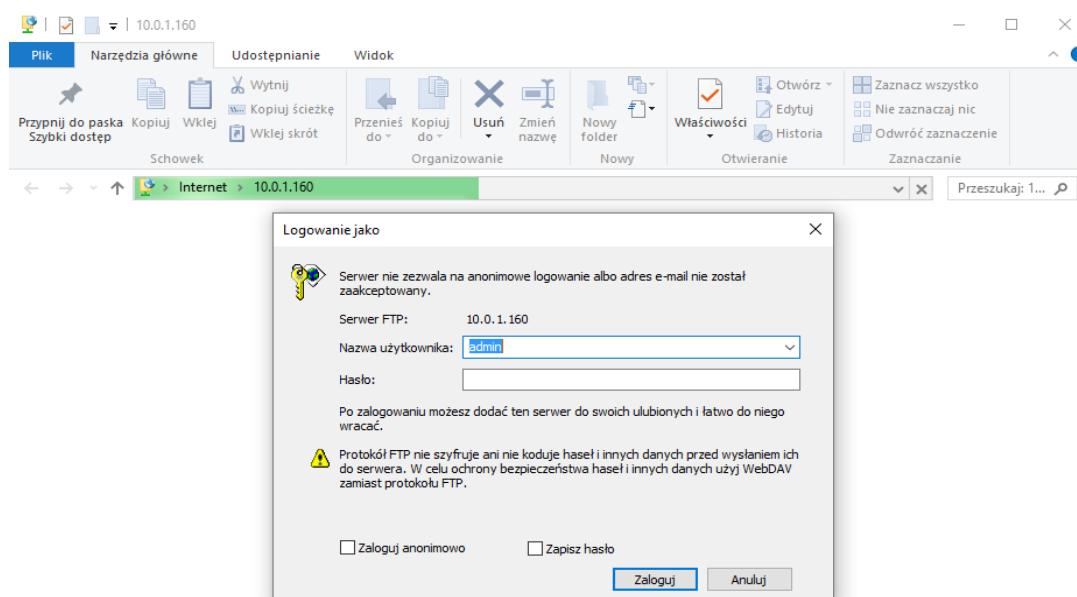 10.0.1.160
Plik Narzędzia główne Udostępnianie Widok
Przypnij do paska
Szybki dostęp
Kopiuj
Wklej
Wytnij
Kopiuj ścieżkę
Wklej skrót
Schowek
Przenieś
do
Kopiuj
do
Usuń
Zmień
nazwę
Organizowanie
Nowy
folder
Nowy
Właściwości
Otwórz
Edytuj
Historia
Otwieranie
Zaznacz wszystko
Nie zaznaczaj nic
Odwróć zaznaczenie
Zaznaczanie
Internet > 10.0.1.160
Przeszukaj: 1...
Logowanie jako
Serwer nie zezwala na anonimowe logowanie albo adres e-mail nie został
zaakceptowany.
Serwer FTP: 10.0.1.160
Nazwa użytkownika: admin
Hasło:
Po zalogowaniu możesz dodać ten serwer do swoich ulubionych i łatwo do niego
wracać.
Protokół FTP nie szyfruje ani nie koduje haseł i innych danych przed wysłaniem ich
do serwera. W celu ochrony bezpieczeństwa haseł i innych danych użyj WebDAV
zamiast protokołu FTP.
Zaloguj anonimowo Zapisz hasło
Zaloguj Anuluj